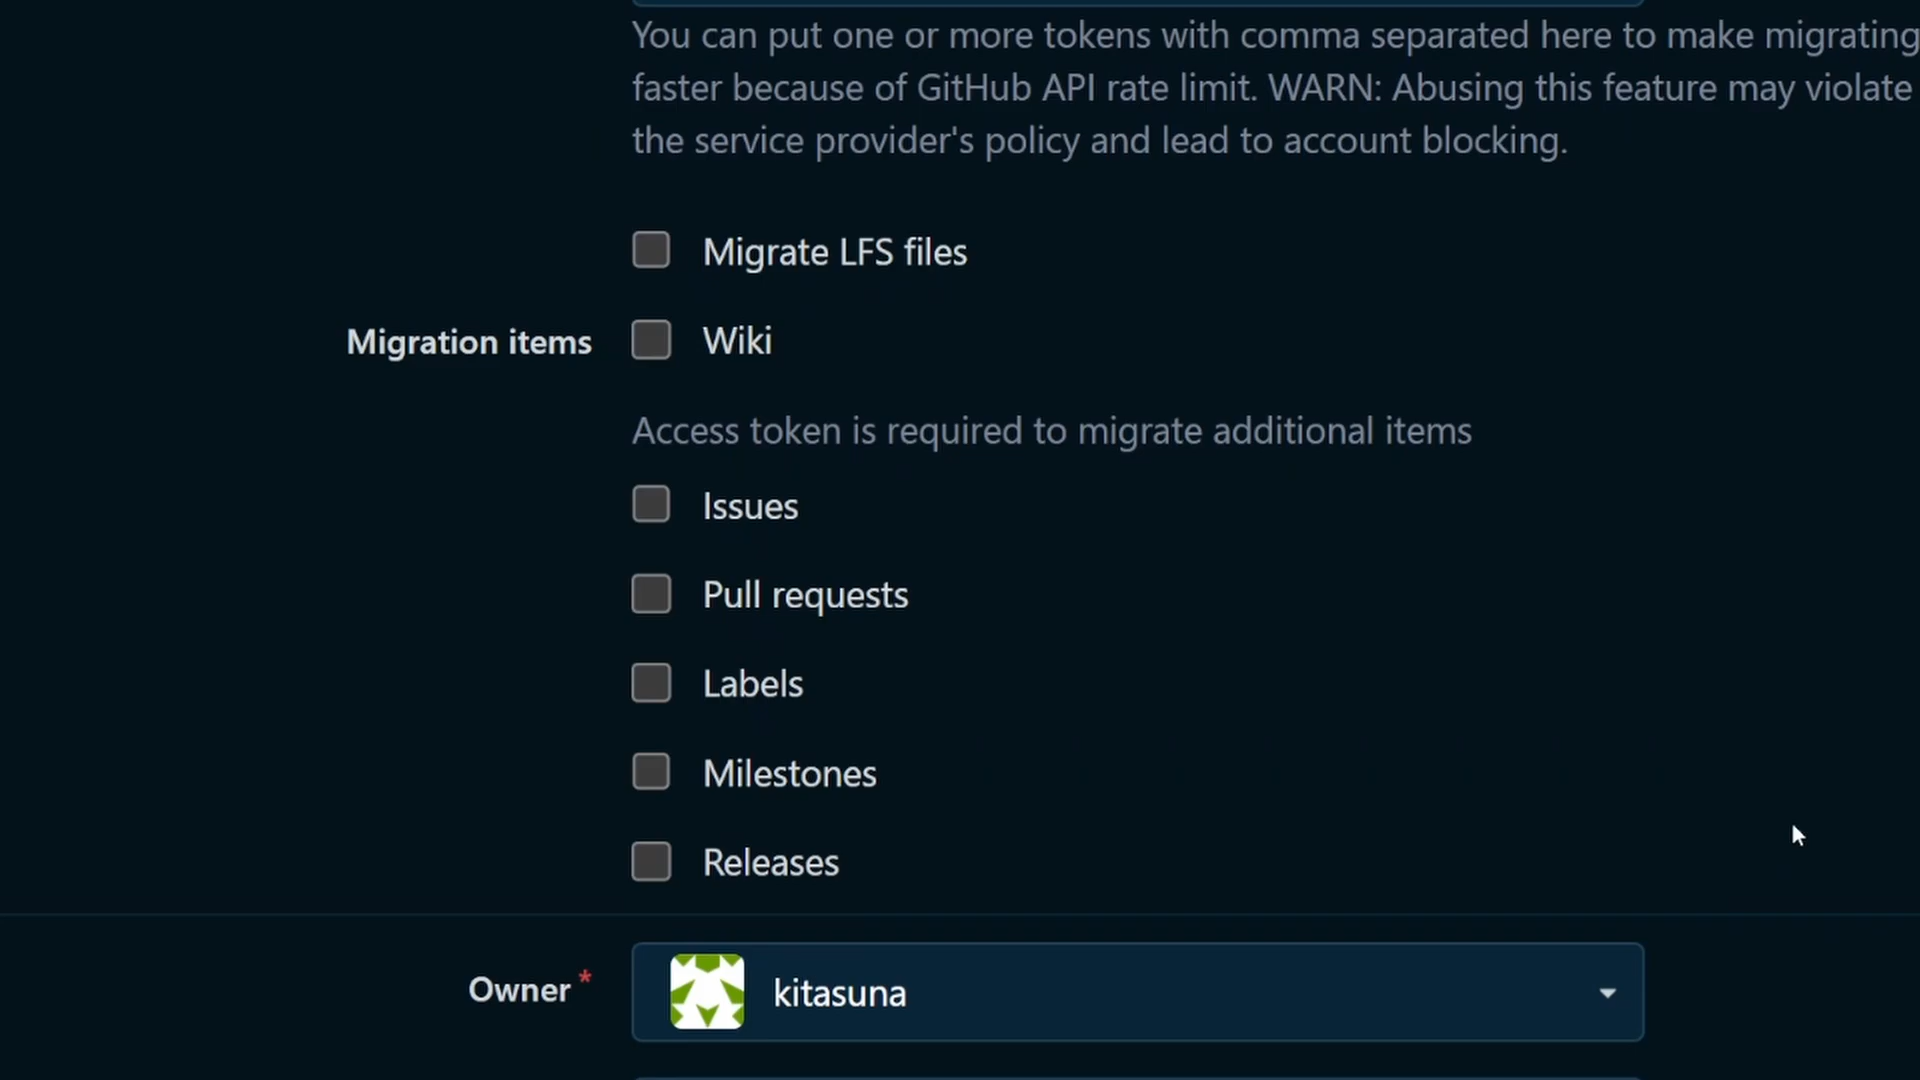 You can put one or more tokens with comma separated here to make migrating
faster because of GitHub API rate limit. WARN: Abusing this feature may violate
the service provider's policy and lead to account blocking.
Migrate LFS files
Migration items
Wiki
Access token is required to migrate additional items
Issues
Pull requests
Labels
Milestones
Releases
Owner *
kitasuna